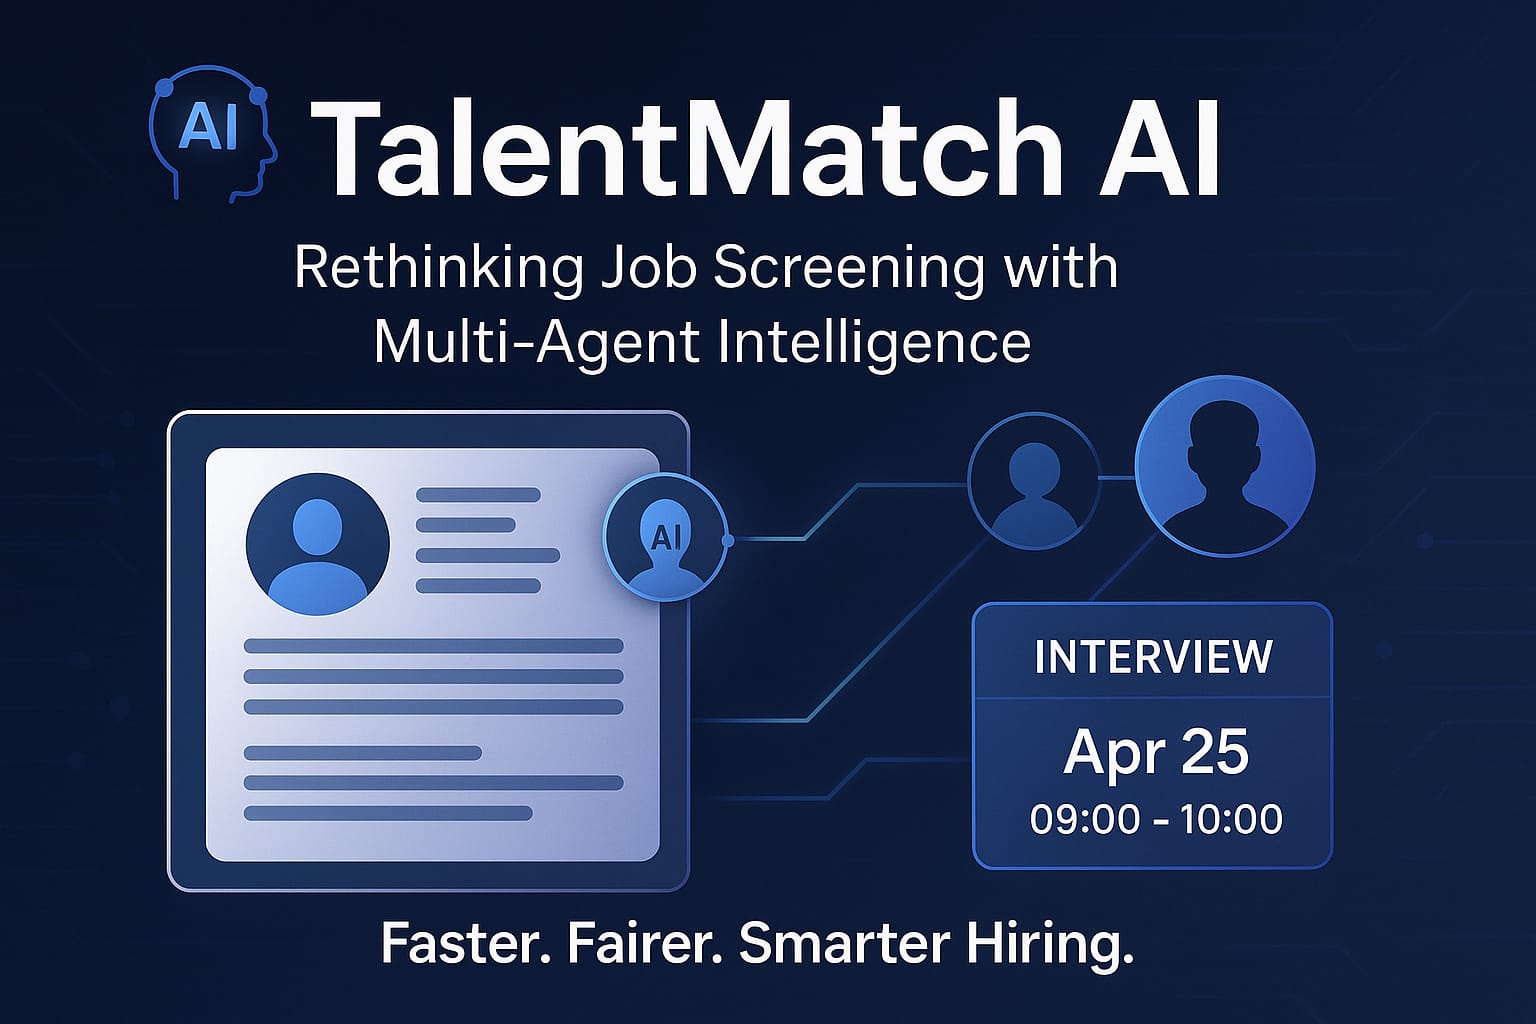 AI
TalentMatch AI
Rethinking Job Screening with
Multi-Agent Intelligence
AI
INTERVIEW
Apr 25
09:00 - 10:00
Faster. Fairer. Smarter Hiring.